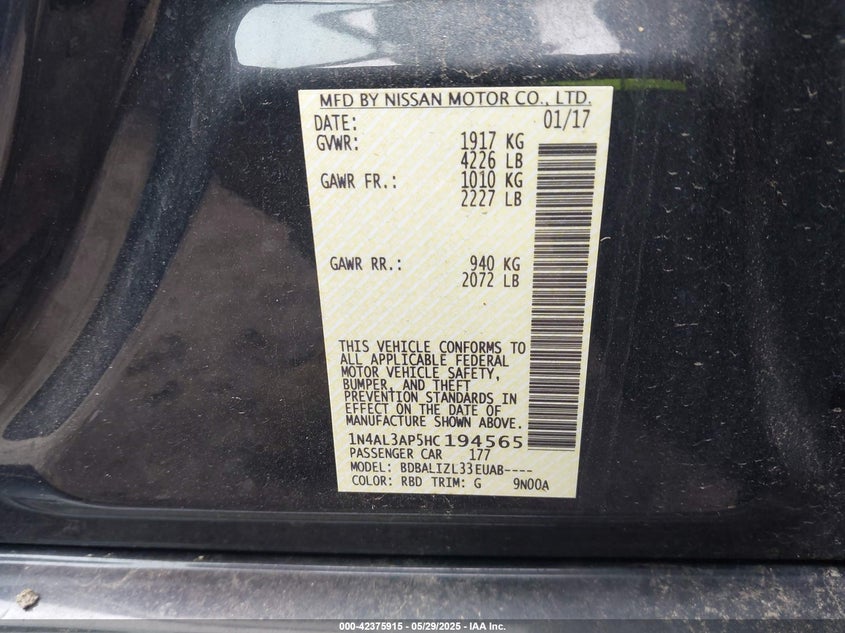 MFD BY NISSAN MOTOR CO., LTD.
DATE: 01/17
GVWR: 1917 KG
4226 LB
GAWR FR.: 1010 KG
2227 LB
GAWR RR.: 940 KG
2072 LB
THIS VEHICLE CONFORMS TO
ALL APPLICABLE FEDERAL
MOTOR VEHICLE SAFETY,
BUMPER, AND THEFT
PREVENTION STANDARDS IN
EFFECT ON THE DATE OF
MANUFACTURE SHOWN ABOVE.
1N4AL3AP5HC194565
PASSENGER CAR 177
MODEL: BDBALIZL33EUAB----
COLOR: RBD TRIM: G 9N00A
000-42375915 - 05/29/2025 - IAA Inc.